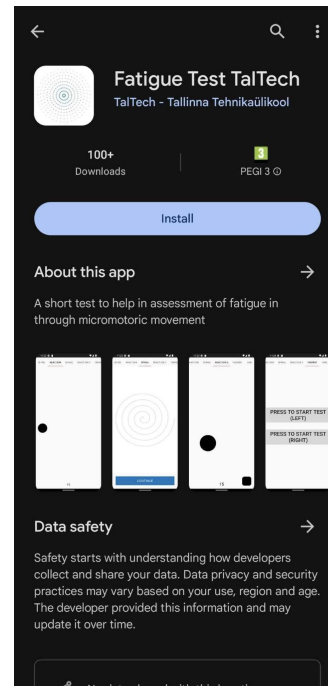 Fatigue Test TalTech
TalTech - Tallinna Tehnikaülikool
100+
Downloads
3
PEGI 3
Install
About this app
A short test to help in assessment of fatigue in
through micromotoric movement
CONTINUE
PRESS TO START TEST
(LEFT)
PRESS TO START TEST
(RIGHT)
Data safety
Safety starts with understanding how developers
collect and share your data. Data privacy and security
practices may vary based on your use, region and age.
The developer provided this information and may
update it over time.